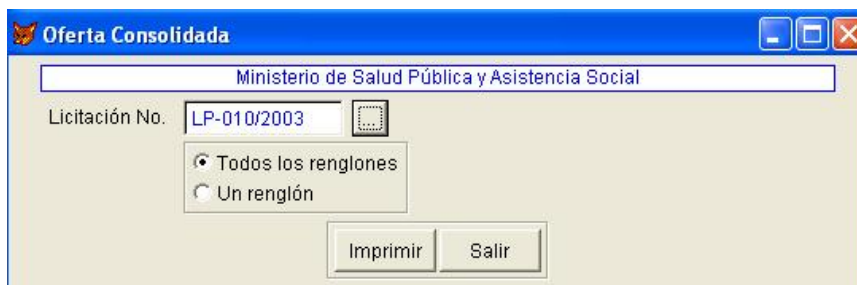 Oferta Consolidada
Ministerio de Salud Pública y Asistencia Social
Licitación No. LP-010/2003 ...
Todos los renglones
Un renglón
Imprimir Salir